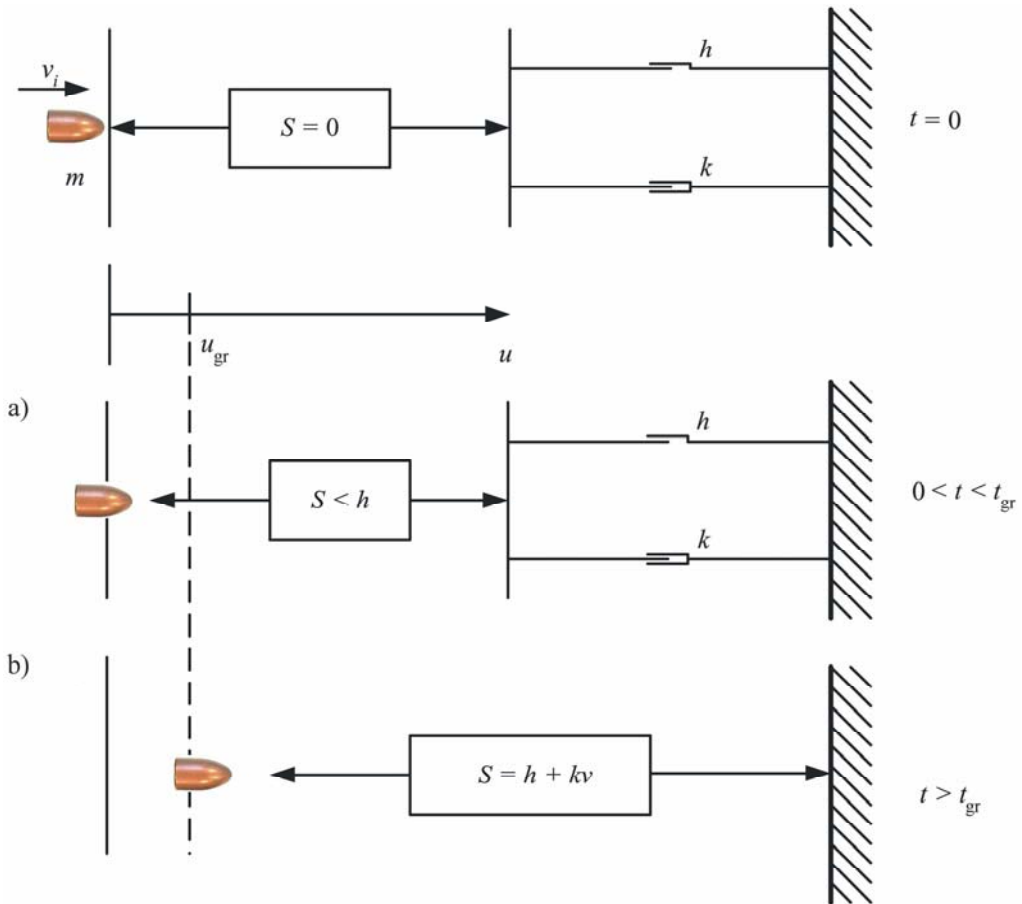 v_i
h
S = 0
t = 0
m
k
u_gr
u
a)
h
S < h
0 < t < t_gr
k
b)
S = h + kv
t > t_gr